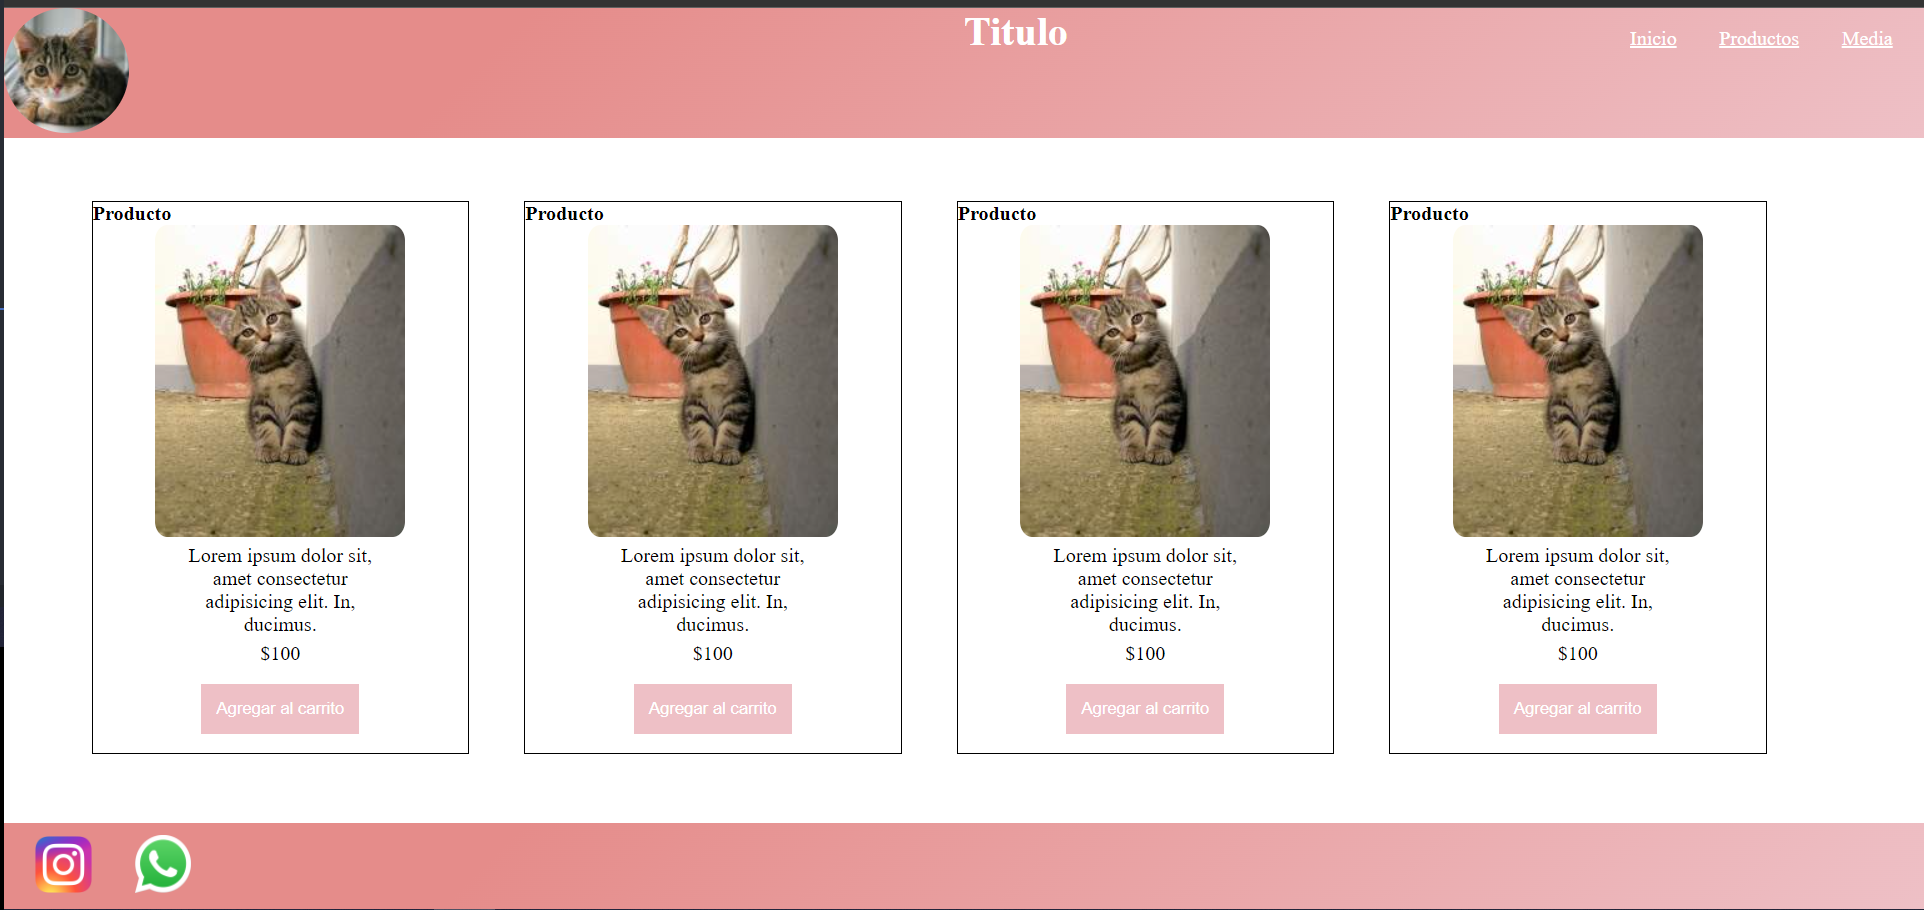 Titulo
Inicio Productos Media
Producto
Lorem ipsum dolor sit,
amet consectetur
adipisicing elit. In,
ducimus.
$100
Agregar al carrito
Producto
Lorem ipsum dolor sit,
amet consectetur
adipisicing elit. In,
ducimus.
$100
Agregar al carrito
Producto
Lorem ipsum dolor sit,
amet consectetur
adipisicing elit. In,
ducimus.
$100
Agregar al carrito
Producto
Lorem ipsum dolor sit,
amet consectetur
adipisicing elit. In,
ducimus.
$100
Agregar al carrito